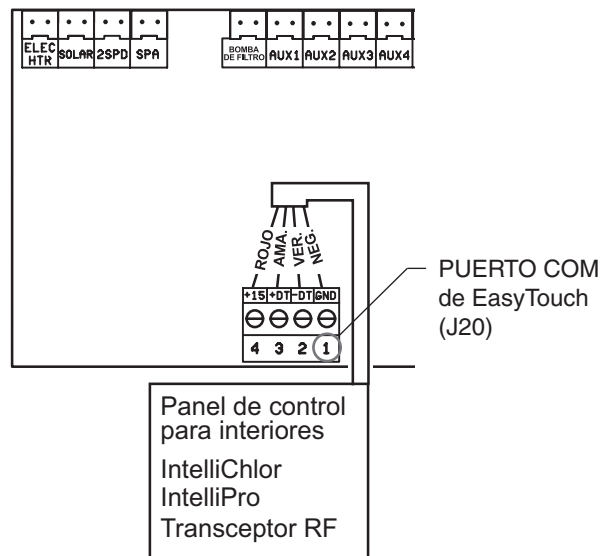 ELEC HTR SOLAR 2SPD SPA
BOMBA DE FILTRO AUX1 AUX2 AUX3 AUX4
ROJO
AMA.
VER.
NEG.
+15 +DT -DT GND
4 3 2 1
PUERTO COM
de EasyTouch
(J20)
Panel de control
para interiores
IntelliChlor
IntelliPro
Transceptor RF